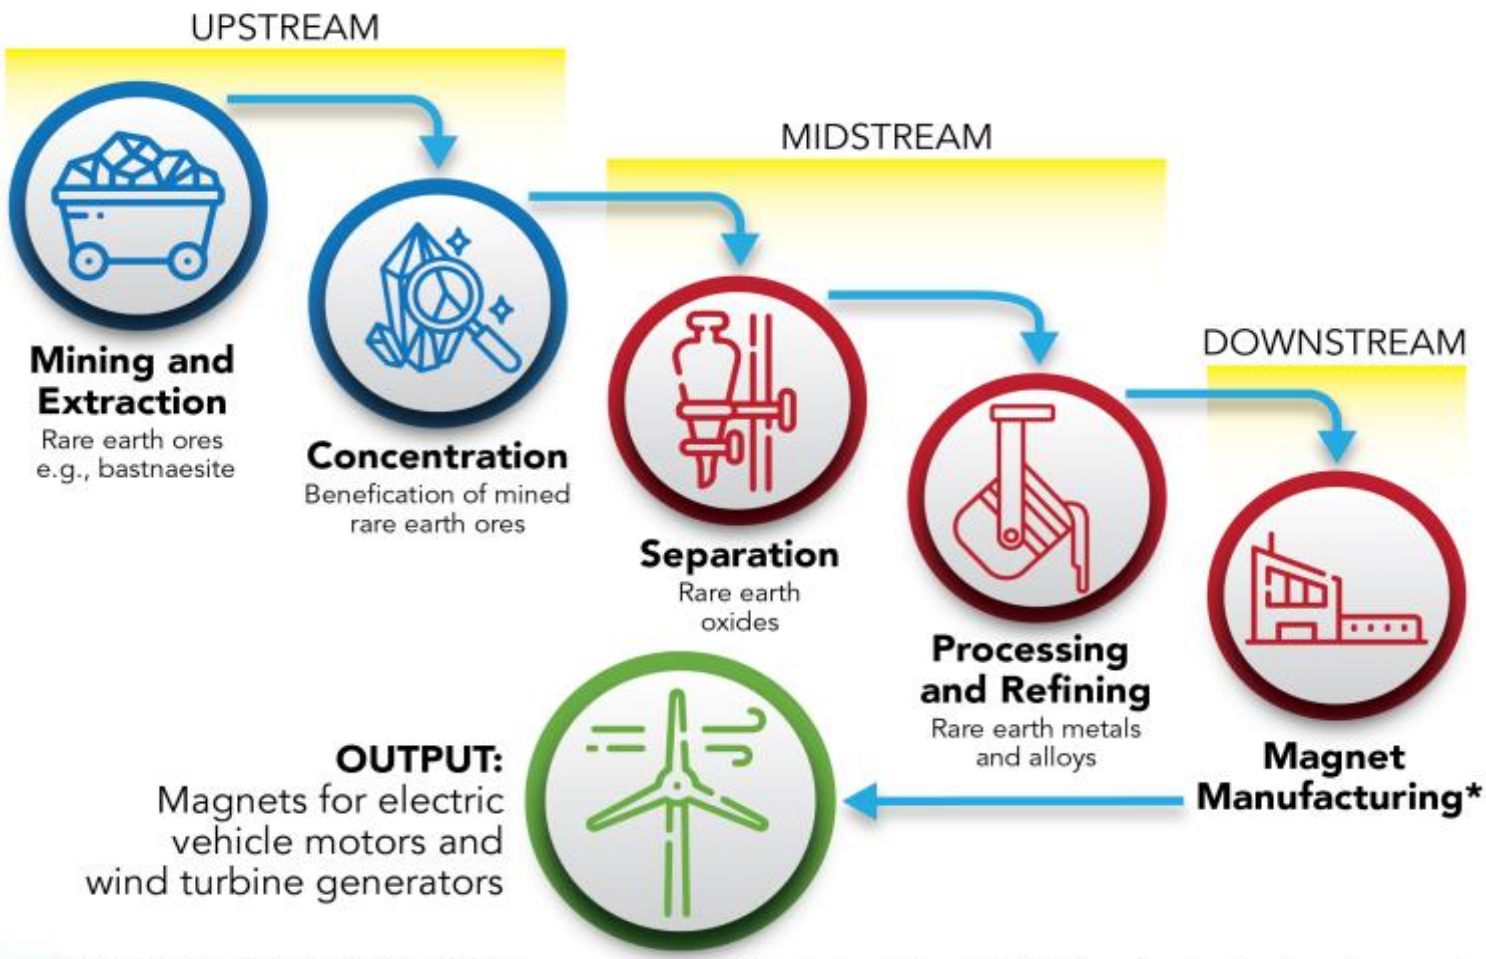 UPSTREAM
MIDSTREAM
DOWNSTREAM
Mining and
Extraction
Rare earth ores
e.g., bastnaesite
Concentration
Benefication of mined
rare earth ores
Separation
Rare earth
oxides
Processing
and Refining
Rare earth metals
and alloys
Magnet
Manufacturing*
OUTPUT:
Magnets for electric
vehicle motors and
wind turbine generators